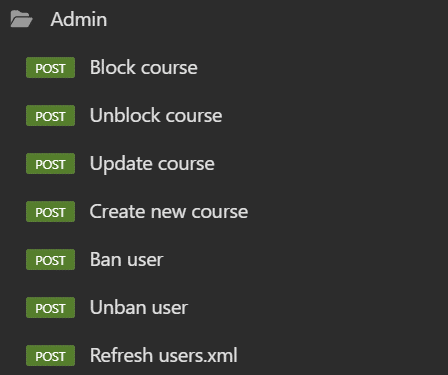 Admin
POST Block course
POST Unblock course
POST Update course
POST Create new course
POST Ban user
POST Unban user
POST Refresh users.xml